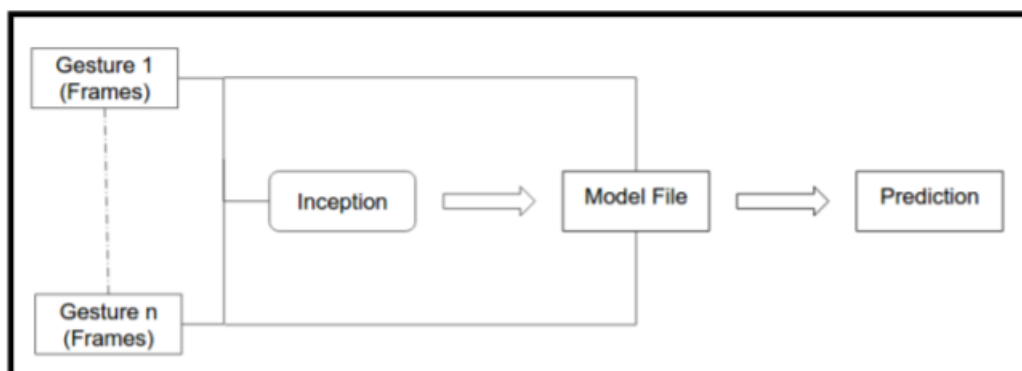 Gesture 1
(Frames)
Inception
Model File
Prediction
Gesture n
(Frames)